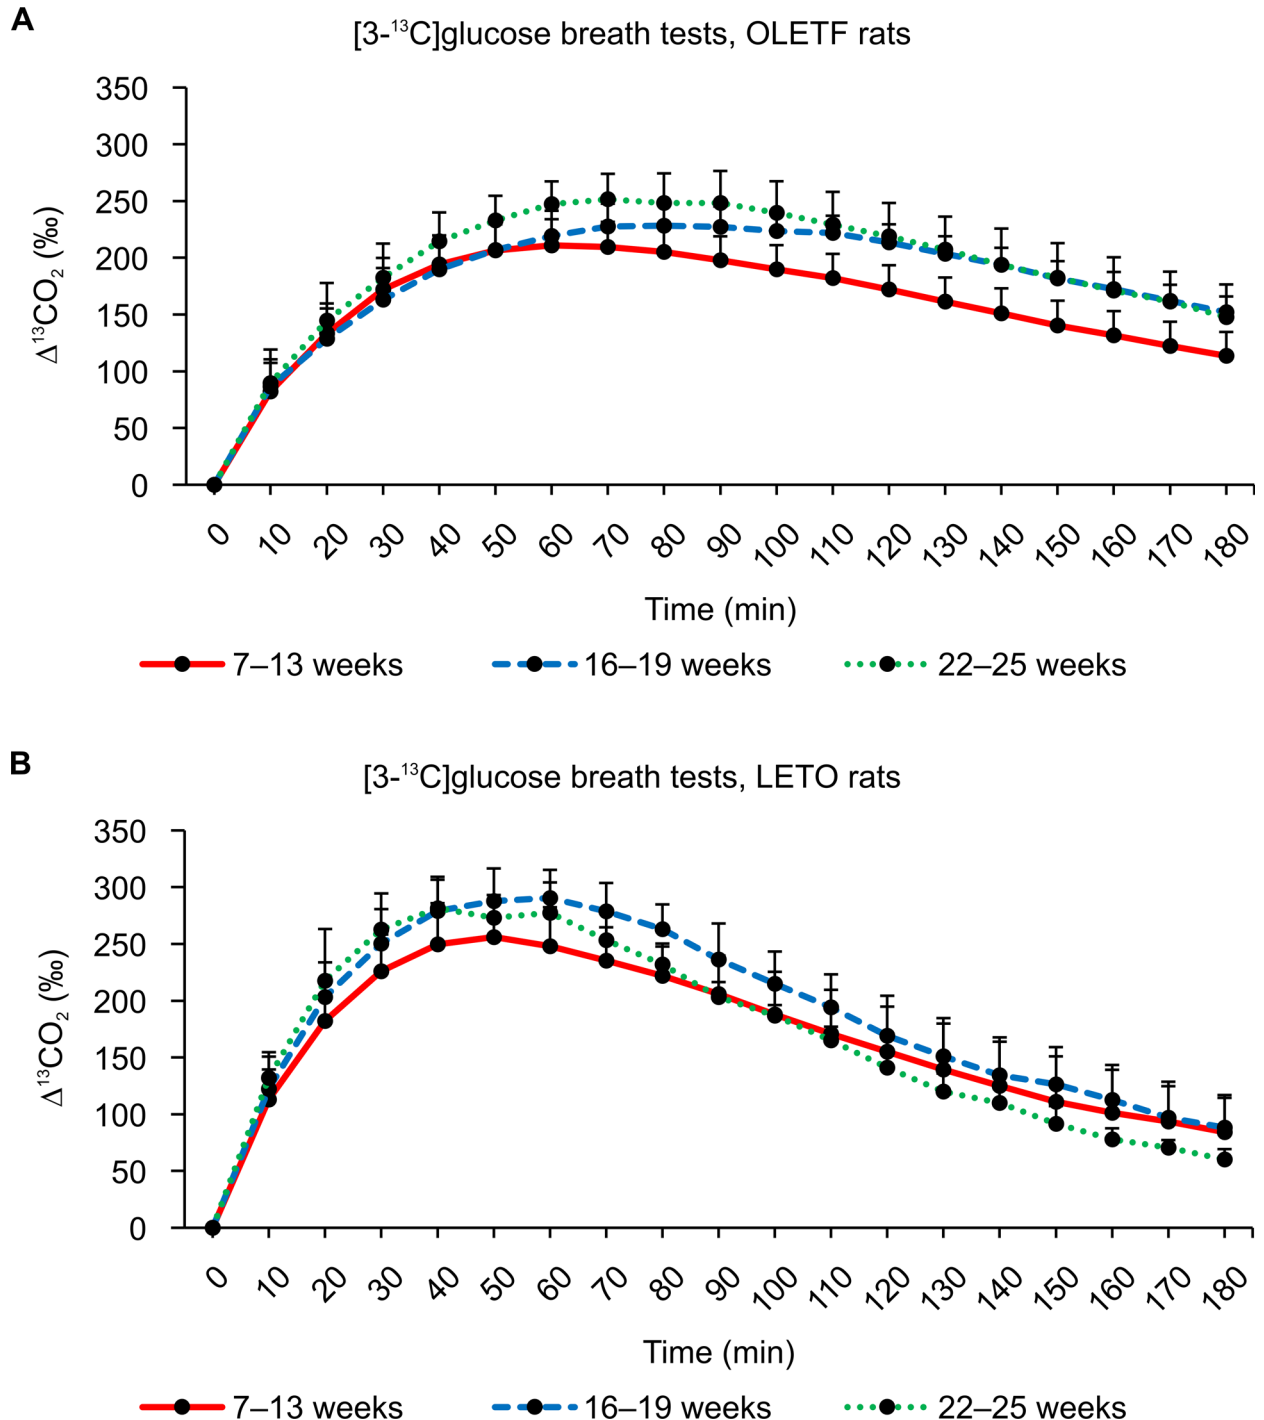 A
[3-¹³C]glucose breath tests, OLETF rats
350
300
250
200
150
100
50
0
Δ¹³CO₂ (‰)
0 10 20 30 40 50 60 70 80 90 100 110 120 130 140 150 160 170 180
Time (min)
7–13 weeks 16–19 weeks 22–25 weeks
B
[3-¹³C]glucose breath tests, LETO rats
350
300
250
200
150
100
50
0
Δ¹³CO₂ (‰)
0 10 20 30 40 50 60 70 80 90 100 110 120 130 140 150 160 170 180
Time (min)
7–13 weeks 16–19 weeks 22–25 weeks